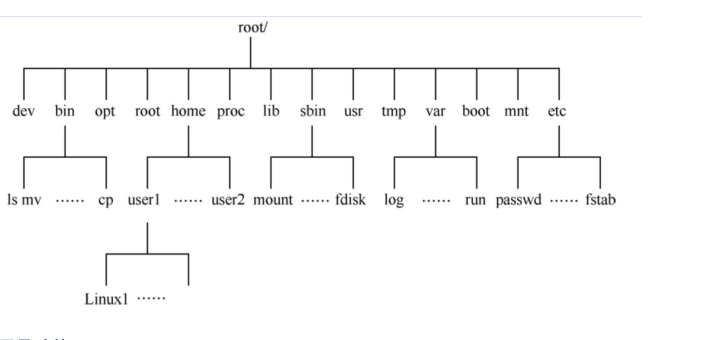 root/
dev bin opt root home proc lib sbin usr tmp var boot mnt etc
ls mv ...... cp user1 ...... user2 mount ...... fdisk log ...... run passwd ...... fstab
Linux1 ......